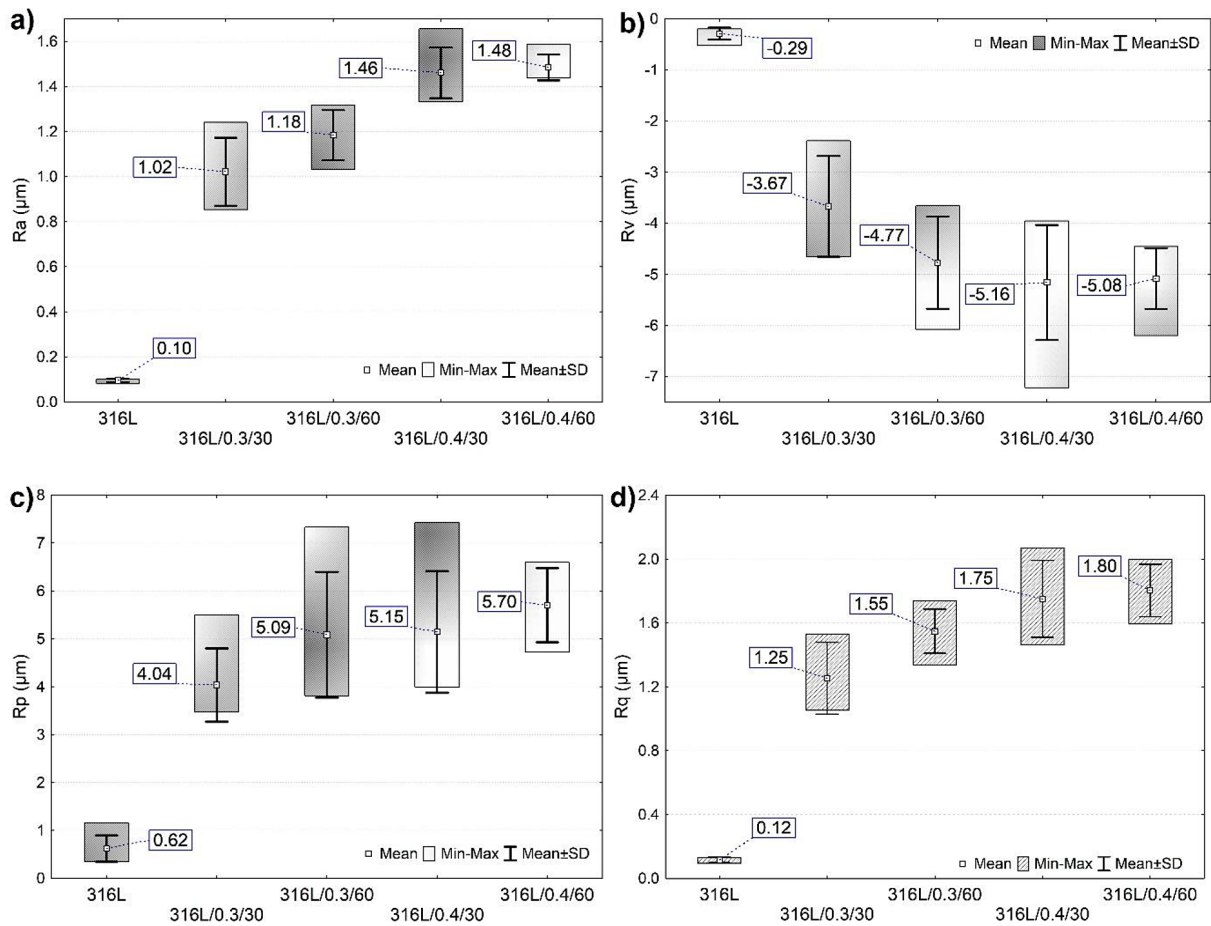 a)
Ra (µm)
1.6
1.4
1.2
1.0
0.8
0.6
0.4
0.2
0.0
0.10
1.02
1.18
1.46
1.48
Mean Min-Max Mean±SD
316L 316L/0.3/60 316L/0.4/60
316L/0.3/30 316L/0.4/30
b)
Rv (µm)
0
-1
-2
-3
-4
-5
-6
-7
-0.29
-3.67
-4.77
-5.16
-5.08
Mean Min-Max Mean±SD
316L 316L/0.3/60 316L/0.4/60
316L/0.3/30 316L/0.4/30
c)
Rp (µm)
8
7
6
5
4
3
2
1
0
0.62
4.04
5.09
5.15
5.70
Mean Min-Max Mean±SD
316L 316L/0.3/60 316L/0.4/60
316L/0.3/30 316L/0.4/30
d)
Rq (µm)
2.4
2.0
1.6
1.2
0.8
0.4
0.0
0.12
1.25
1.55
1.75
1.80
Mean Min-Max Mean±SD
316L 316L/0.3/60 316L/0.4/60
316L/0.3/30 316L/0.4/30